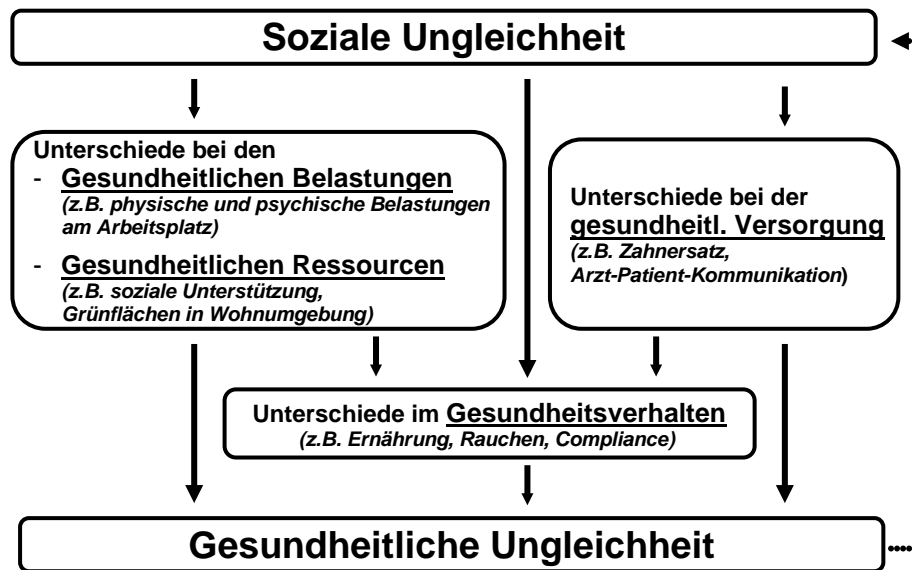 Soziale Ungleichheit
Unterschiede bei den
- Gesundheitlichen Belastungen
(z.B. physische und psychische Belastungen
am Arbeitsplatz)
- Gesundheitlichen Ressourcen
(z.B. soziale Unterstützung,
Grünflächen in Wohnumgebung)
Unterschiede bei der
gesundheitl. Versorgung
(z.B. Zahnersatz,
Arzt-Patient-Kommunikation)
Unterschiede im Gesundheitsverhalten
(z.B. Ernährung, Rauchen, Compliance)
Gesundheitliche Ungleichheit